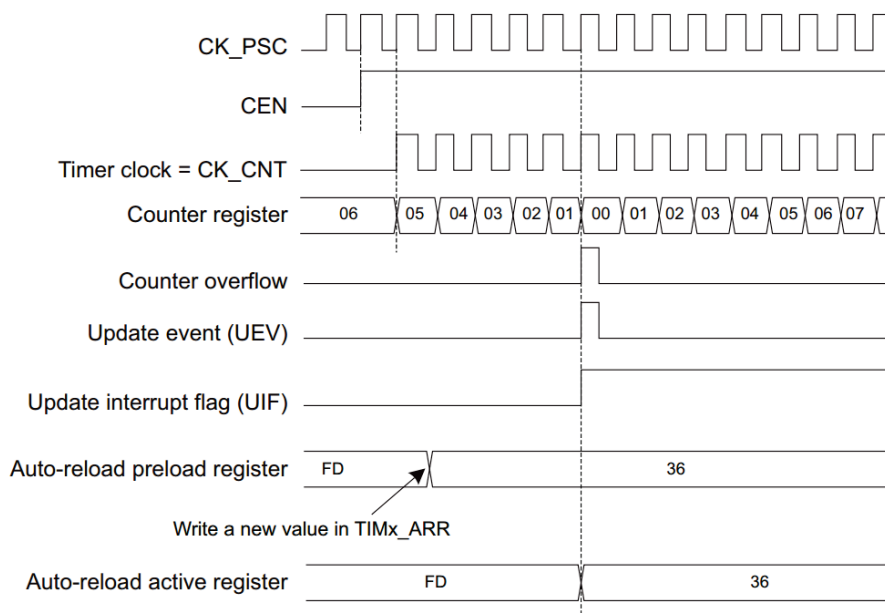 CK_PSC
CEN
Timer clock = CK_CNT
Counter register 06 05 04 03 02 01 00 01 02 03 04 05 06 07
Counter overflow
Update event (UEV)
Update interrupt flag (UIF)
Auto-reload preload register FD 36
Write a new value in TIMx_ARR
Auto-reload active register FD 36